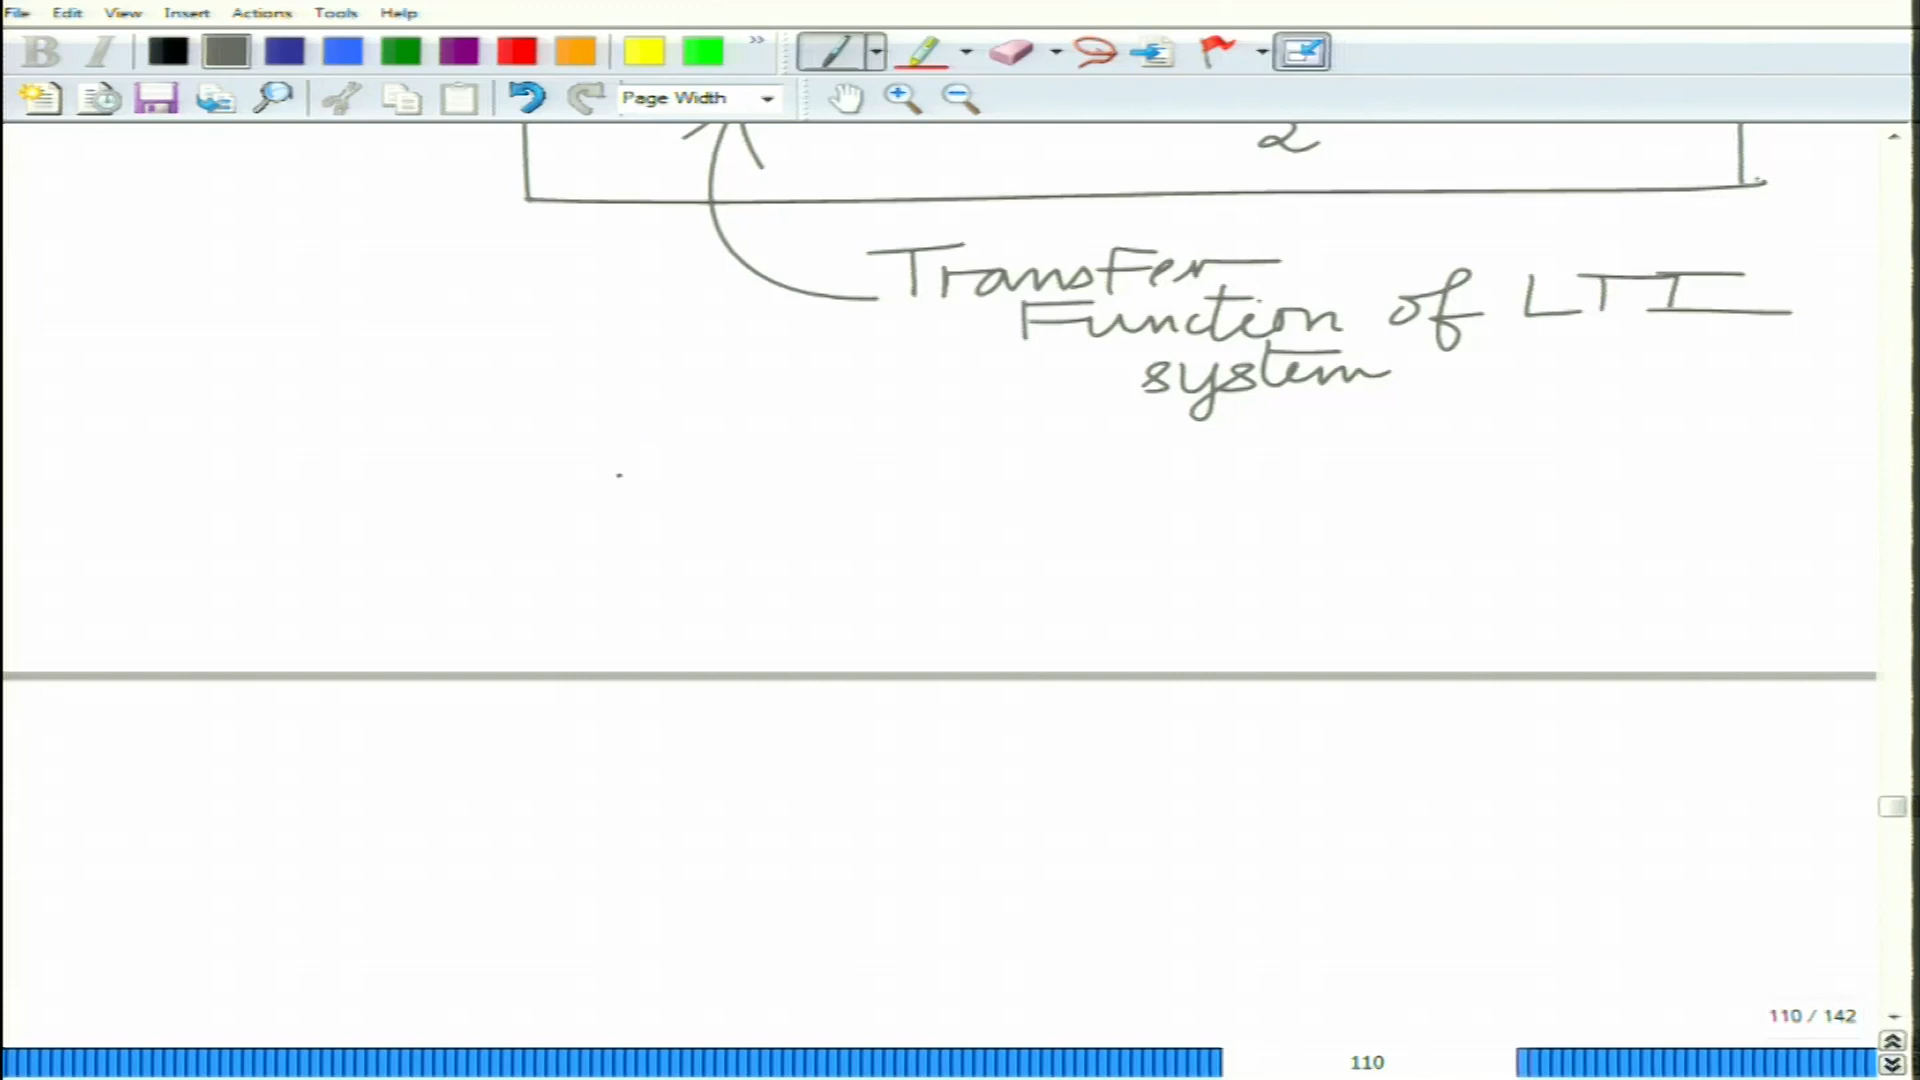 File Edit View Insert Actions Tools Help
B I
Page Width
2
Transfer
Function of LTI
system
110 / 142
110